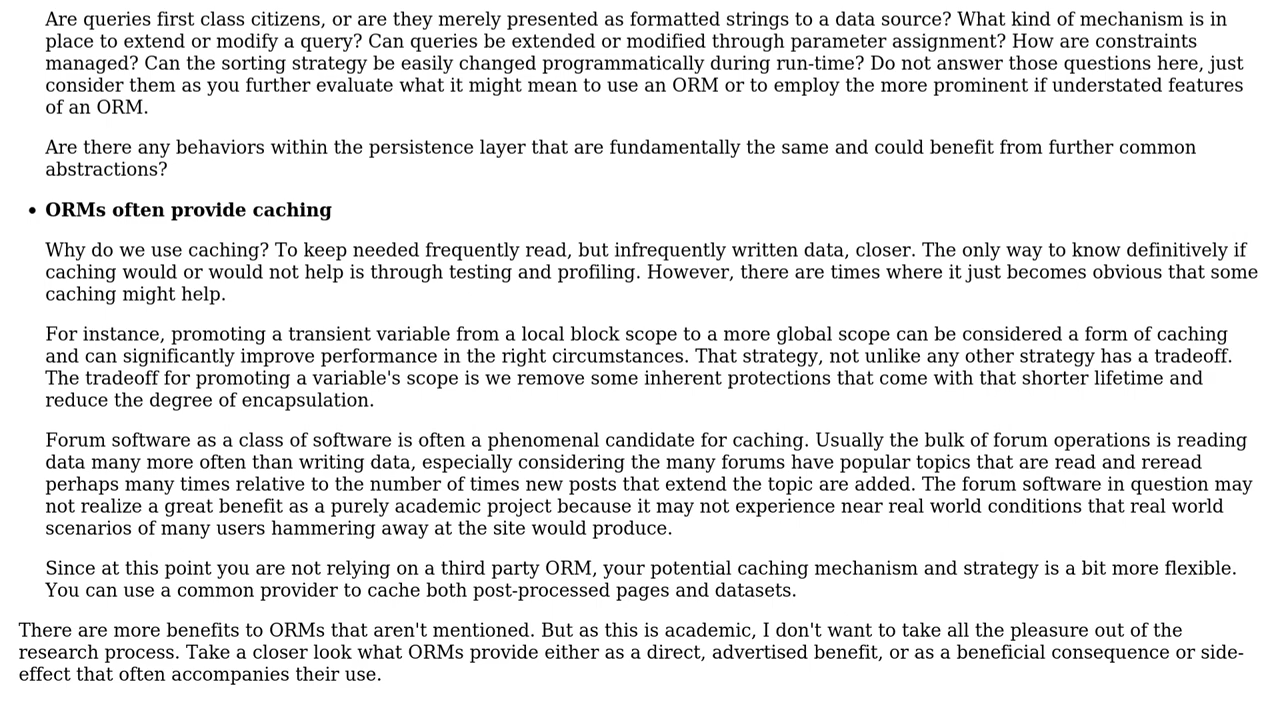 Are queries first class citizens, or are they merely presented as formatted strings to a data source? What kind of mechanism is in
place to extend or modify a query? Can queries be extended or modified through parameter assignment? How are constraints
managed? Can the sorting strategy be easily changed programmatically during run-time? Do not answer those questions here, just
consider them as you further evaluate what it might mean to use an ORM or to employ the more prominent if understated features
of an ORM.
Are there any behaviors within the persistence layer that are fundamentally the same and could benefit from further common
abstractions?
• ORMs often provide caching
Why do we use caching? To keep needed frequently read, but infrequently written data, closer. The only way to know definitively if
caching would or would not help is through testing and profiling. However, there are times where it just becomes obvious that some
caching might help.
For instance, promoting a transient variable from a local block scope to a more global scope can be considered a form of caching
and can significantly improve performance in the right circumstances. That strategy, not unlike any other strategy has a tradeoff.
The tradeoff for promoting a variable's scope is we remove some inherent protections that come with that shorter lifetime and
reduce the degree of encapsulation.
Forum software as a class of software is often a phenomenal candidate for caching. Usually the bulk of forum operations is reading
data many more often than writing data, especially considering the many forums have popular topics that are read and reread
perhaps many times relative to the number of times new posts that extend the topic are added. The forum software in question may
not realize a great benefit as a purely academic project because it may not experience near real world conditions that real world
scenarios of many users hammering away at the site would produce.
Since at this point you are not relying on a third party ORM, your potential caching mechanism and strategy is a bit more flexible.
You can use a common provider to cache both post-processed pages and datasets.
There are more benefits to ORMs that aren't mentioned. But as this is academic, I don't want to take all the pleasure out of the
research process. Take a closer look what ORMs provide either as a direct, advertised benefit, or as a beneficial consequence or side-
effect that often accompanies their use.